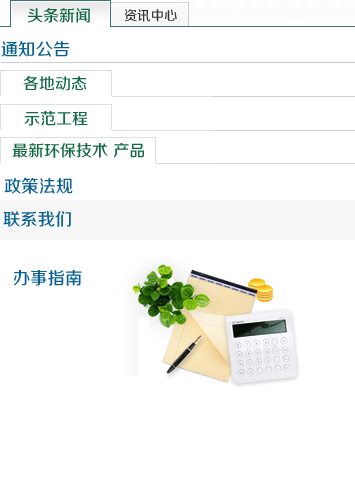 头条新闻 资讯中心
通知公告
各地动态
示范工程
最新环保技术 产品
政策法规
联系我们
办事指南